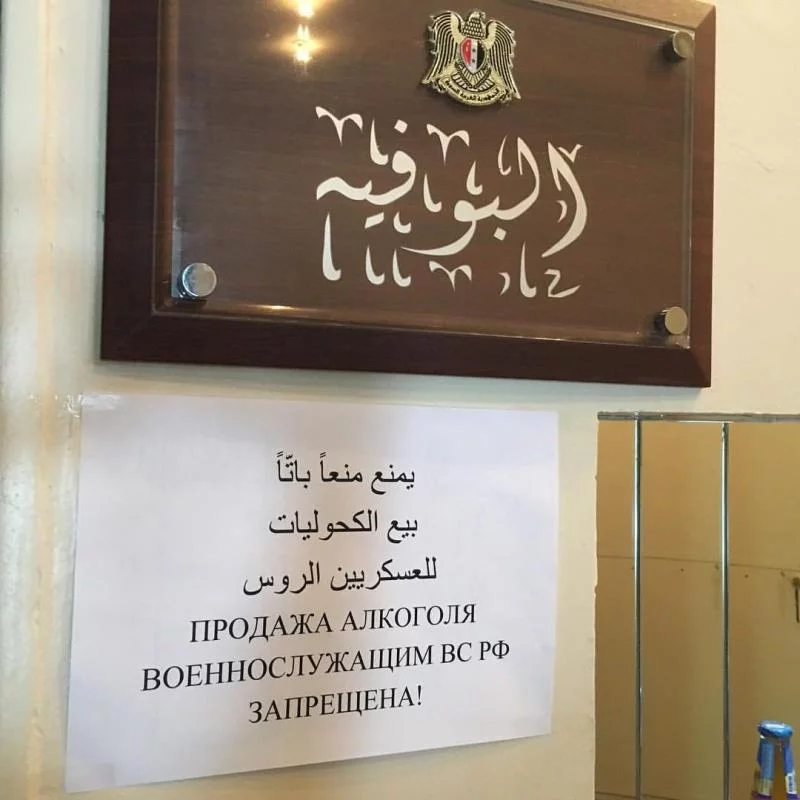 البوفيه
يمنع منعاً باتّاً
بيع الكحوليات
للعسكريين الروس
ПРОДАЖА АЛКОГОЛЯ
ВОЕННОСЛУЖАЩИМ ВС РФ
ЗАПРЕЩЕНА!